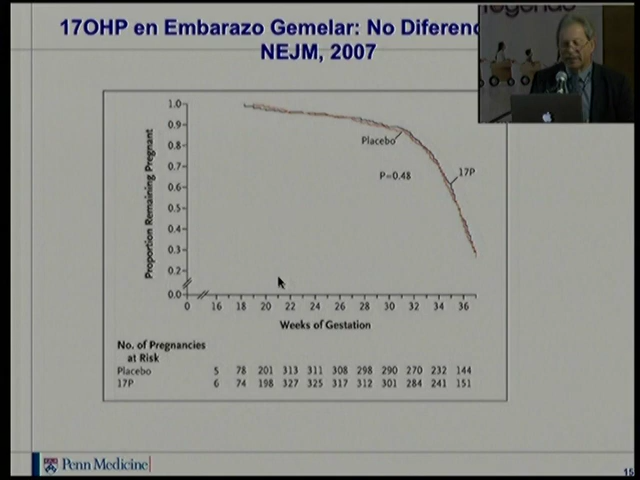 17OHP en Embarazo Gemelar: No Diferenc
NEJM, 2007
rogendo
Proportion Remaining Pregnant
1.0
0.9
0.8
0.7
0.6
0.5
0.4
0.3
0.2
0.0
Placebo
17P
P=0.48
0 16 18 20 22 24 26 28 30 32 34 36
Weeks of Gestation
No. of Pregnancies
at Risk
Placebo 5 78 201 313 311 308 298 290 270 232 144
17P 6 74 198 327 325 317 312 301 284 241 151
Penn Medicine
15